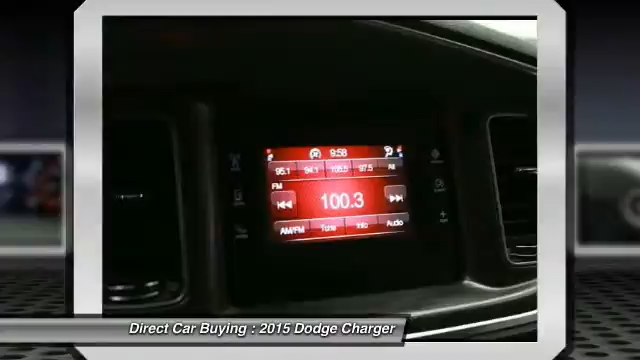 9:58
95.1 94.1 105.5 97.5 All
FM
100.3
AM/FM Tune Info Audio
Direct Car Buying : 2015 Dodge Charger